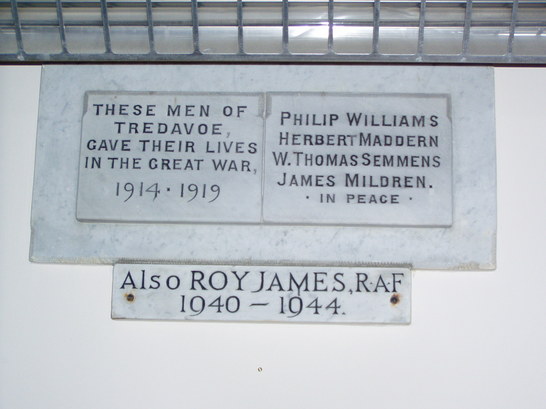 THESE MEN OF
TREDAVOE,
GAVE THEIR LIVES
IN THE GREAT WAR,
1914 · 1919
PHILIP WILLIAMS
HERBERT MADDERN
W. THOMAS SEMMENS
JAMES MILDREN.
· IN PEACE ·
Also ROY JAMES, R·A·F
1940 — 1944.